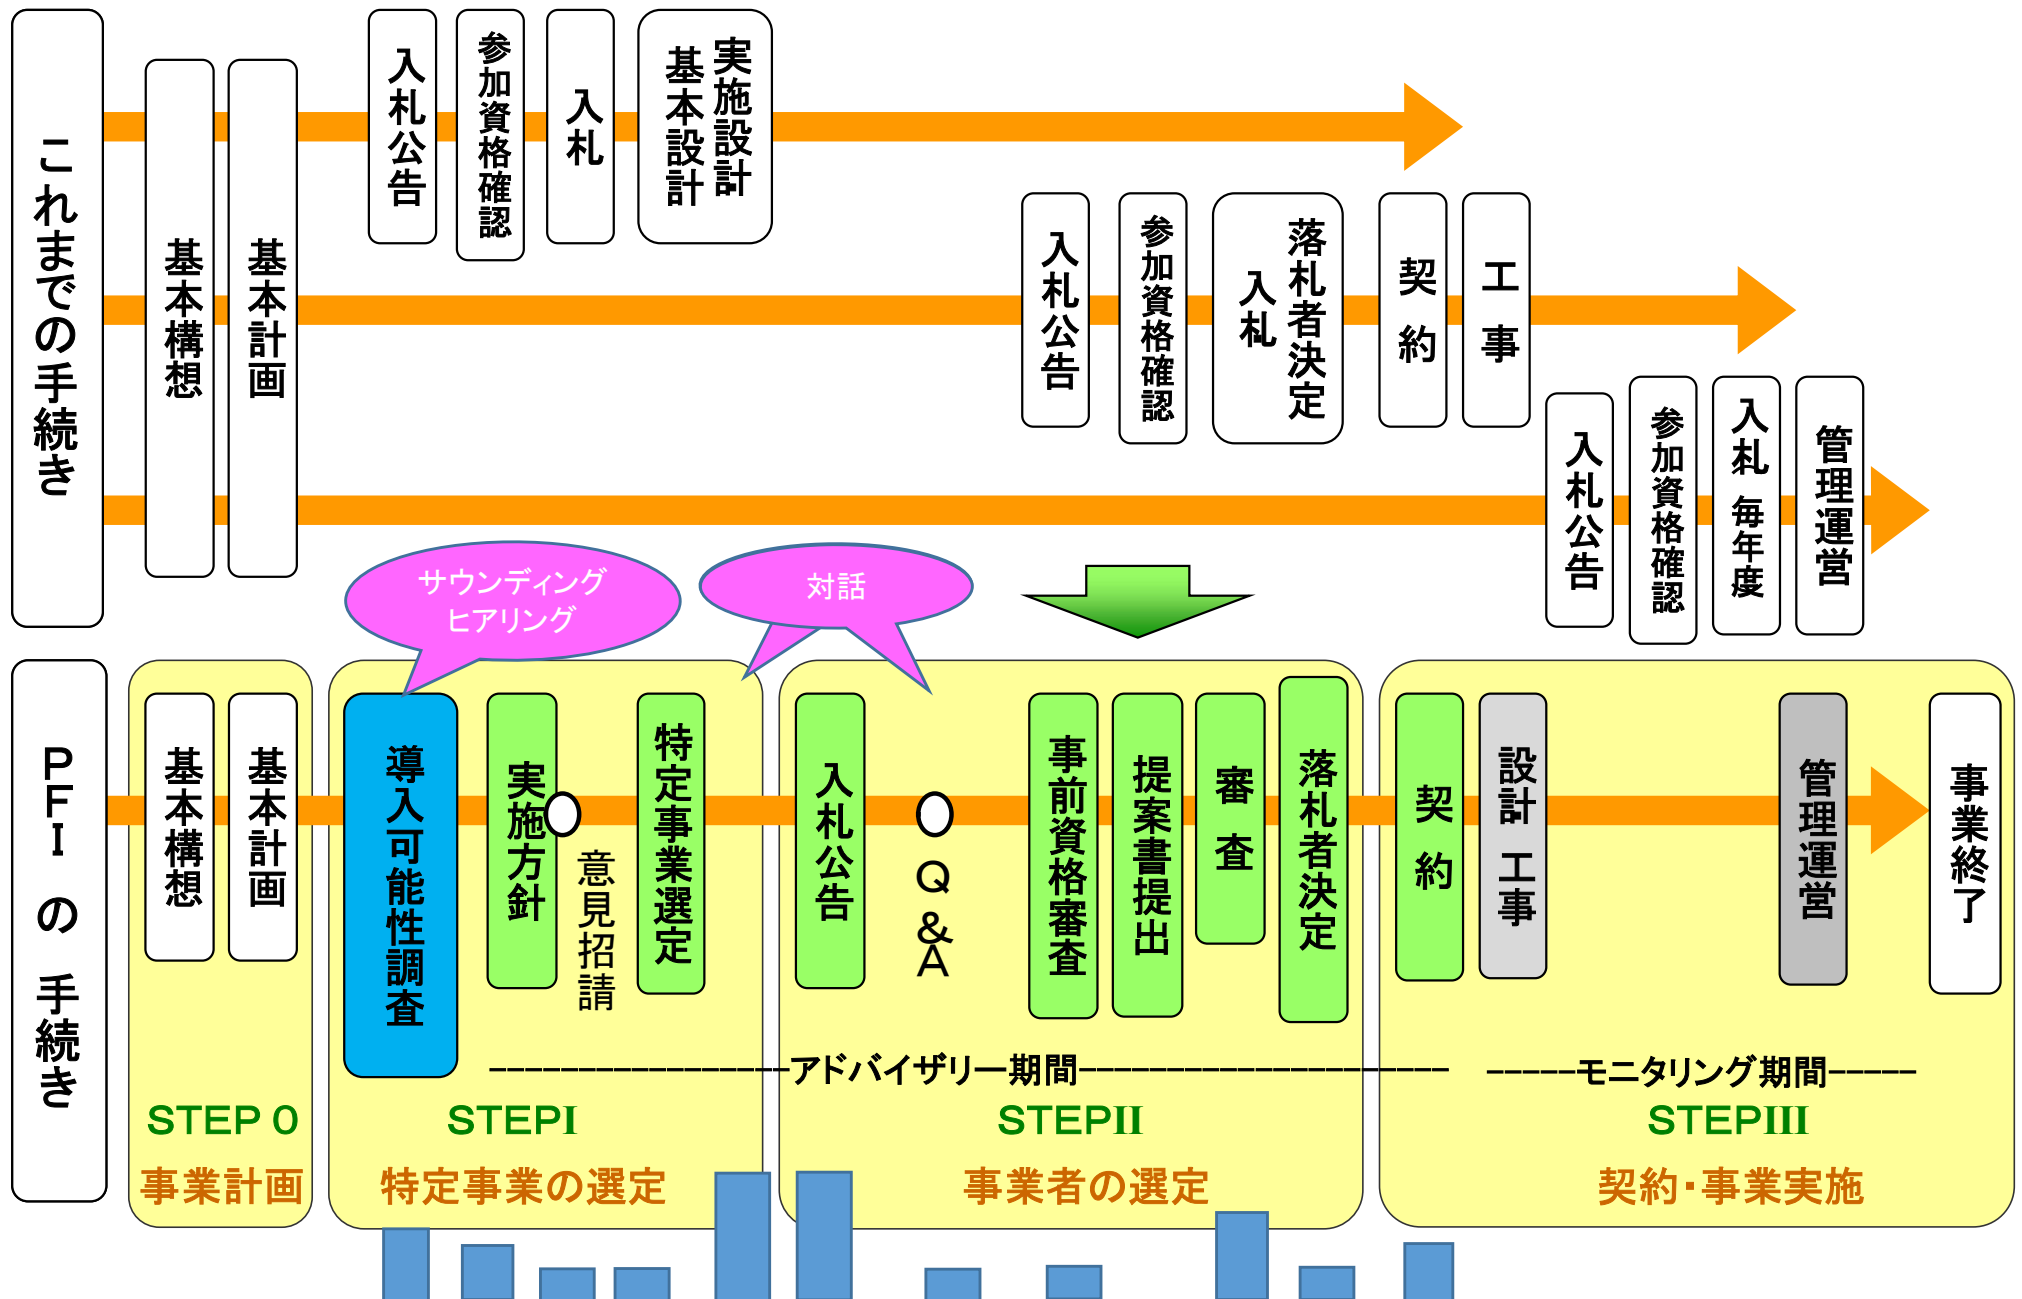 これまでの手続き
基本構想
基本計画
入札公告
参加資格確認
入札
実施設計
基本設計
入札公告
参加資格確認
落札者決定
入札
契約
工事
入札公告
参加資格確認
入札 毎年度
管理運営
サウンディング
ヒアリング
対話
PFIの手続き
基本構想
基本計画
導入可能性調査
実施方針
意見招請
特定事業選定
入札公告
Q&A
事前資格審査
提案書提出
審査
落札者決定
契約
設計 工事
管理運営
事業終了
-----------------アドバイザリー期間---------------------
-----モニタリング期間-----
STEP 0
STEPI
STEPII
STEPIII
事業計画
特定事業の選定
事業者の選定
契約・事業実施